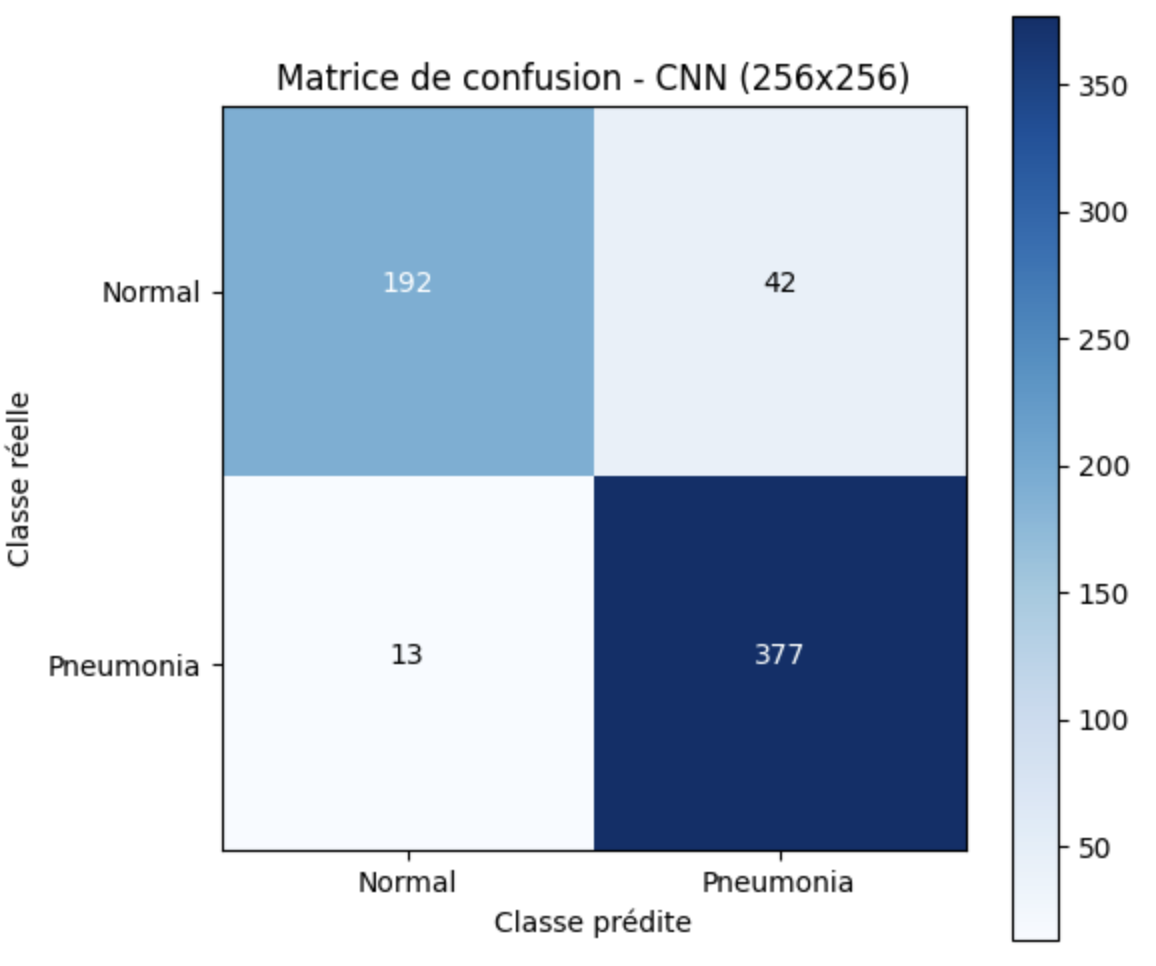 Matrice de confusion - CNN (256x256)
Classe réelle
Normal
192
42
Pneumonia
13
377
Normal
Pneumonia
Classe prédite
350
300
250
200
150
100
50